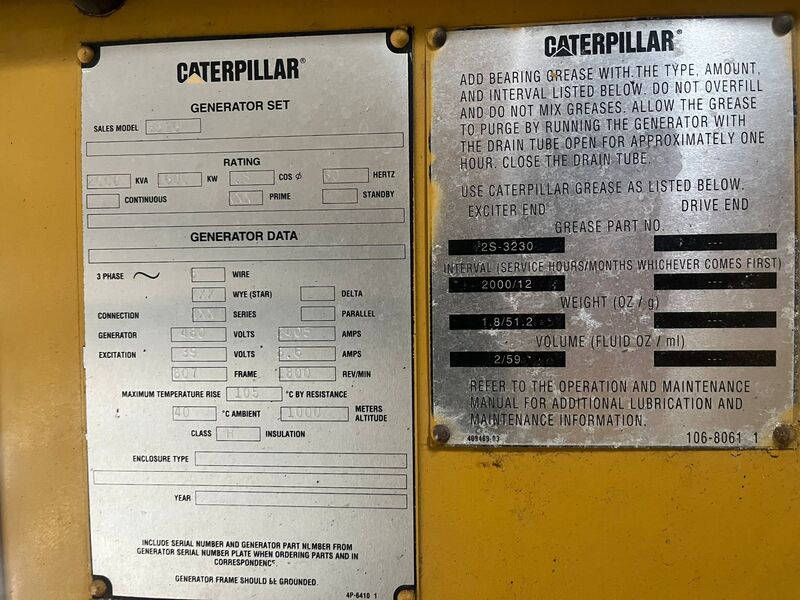 CATERPILLAR®
GENERATOR SET
SALES MODEL
RATING
KVA KW COS ϕ HERTZ
CONTINUOUS XX PRIME STANDBY
GENERATOR DATA
3 PHASE ~ WIRE
XX WYE (STAR) DELTA
CONNECTION XX SERIES PARALLEL
GENERATOR 480 VOLTS AMPS
EXCITATION 39 VOLTS 6.6 AMPS
807 FRAME 1800 REV/MIN
MAXIMUM TEMPERATURE RISE 105 °C BY RESISTANCE
40 °C AMBIENT 1000 METERS ALTITUDE
CLASS H INSULATION
ENCLOSURE TYPE
YEAR
INCLUDE SERIAL NUMBER AND GENERATOR PART NUMBER FROM
GENERATOR SERIAL NUMBER PLATE WHEN ORDERING PARTS AND IN
CORRESPONDENCE.
GENERATOR FRAME SHOULD BE GROUNDED.
4P-6410 1
CATERPILLAR®
ADD BEARING GREASE WITH THE TYPE, AMOUNT,
AND INTERVAL LISTED BELOW. DO NOT OVERFILL
AND DO NOT MIX GREASES. ALLOW THE GREASE
TO PURGE BY RUNNING THE GENERATOR WITH
THE DRAIN TUBE OPEN FOR APPROXIMATELY ONE
HOUR. CLOSE THE DRAIN TUBE.
USE CATERPILLAR GREASE AS LISTED BELOW.
EXCITER END DRIVE END
GREASE PART NO.
2S-3230 ---
INTERVAL (SERVICE HOURS/MONTHS WHICHEVER COMES FIRST)
2000/12 ---
WEIGHT (OZ / g)
1.8/51.2 ---
VOLUME (FLUID OZ / ml)
2/59 ---
REFER TO THE OPERATION AND MAINTENANCE
MANUAL FOR ADDITIONAL LUBRICATION AND
MAINTENANCE INFORMATION.
409469-03 106-8061 1